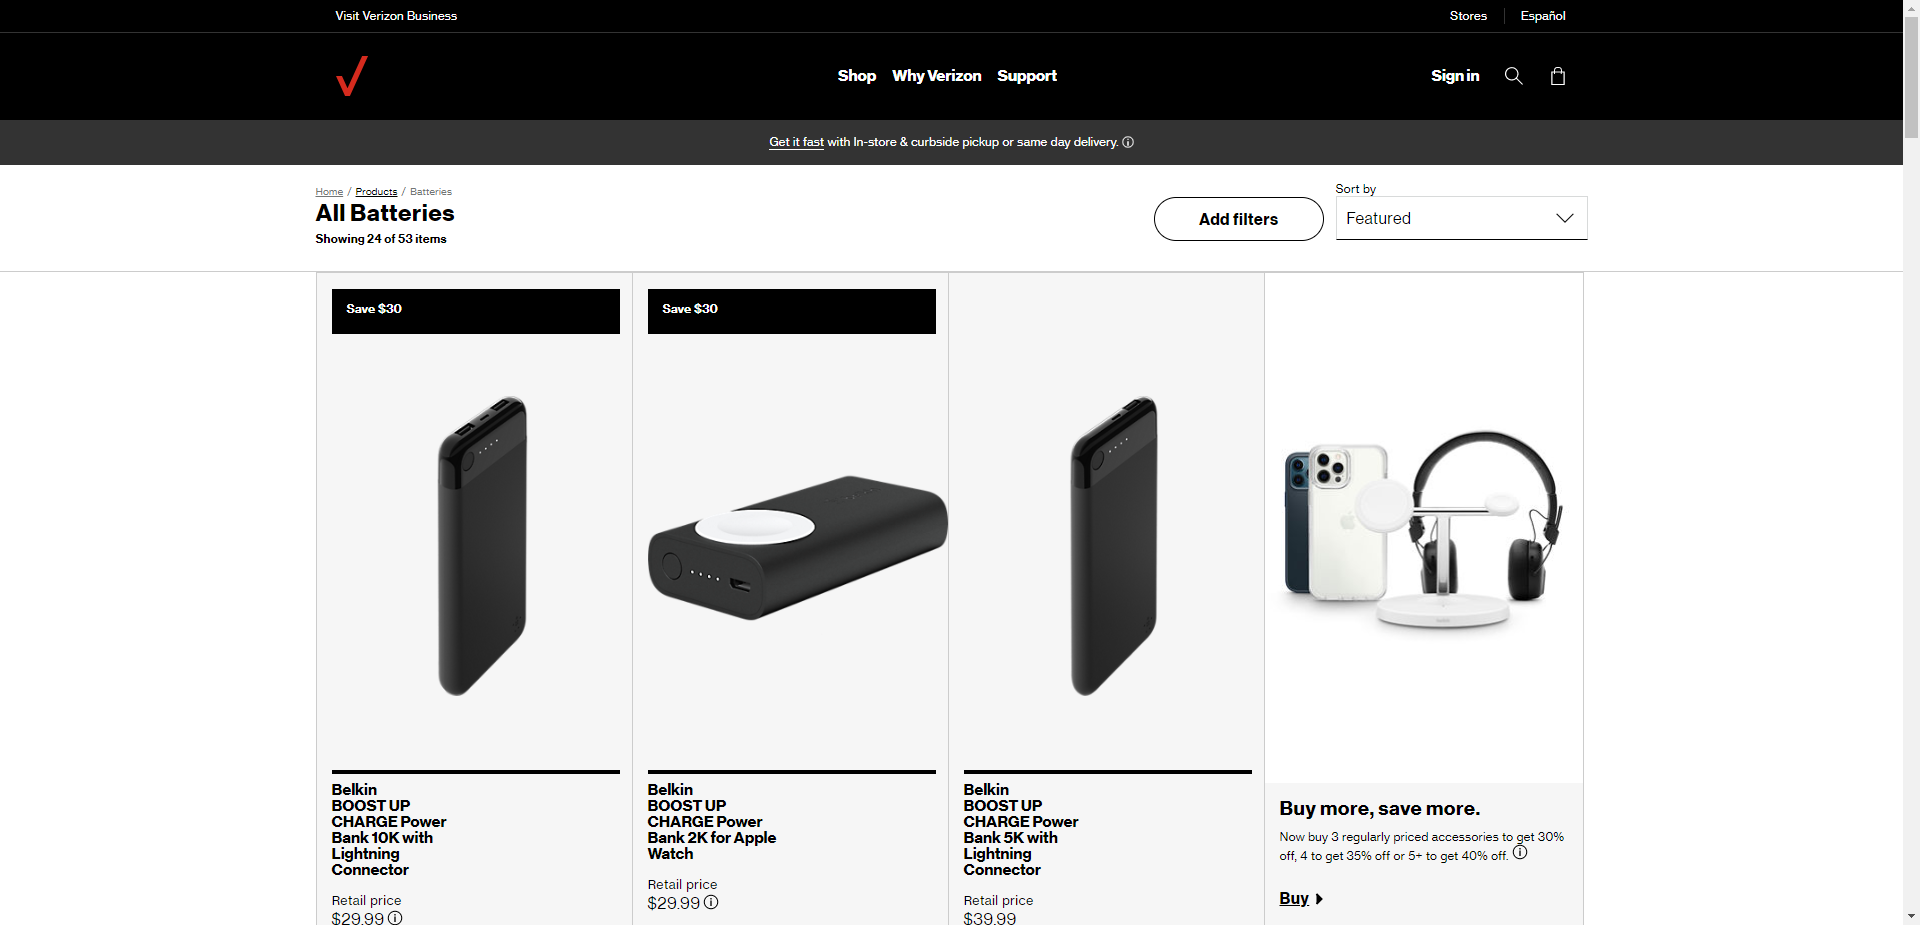 Visit Verizon Business
Stores
Español
Shop
Why Verizon
Support
Sign in
Get it fast with In-store & curbside pickup or same day delivery.
Home / Products / Batteries
All Batteries
Showing 24 of 53 items
Add filters
Sort by
Featured
Save $30
Belkin
BOOST UP
CHARGE Power
Bank 10K with
Lightning
Connector
Retail price
$29.99
Save $30
Belkin
BOOST UP
CHARGE Power
Bank 2K for Apple
Watch
Retail price
$29.99
Belkin
BOOST UP
CHARGE Power
Bank 5K with
Lightning
Connector
Retail price
$39.99
Buy more, save more.
Now buy 3 regularly priced accessories to get 30%
off, 4 to get 35% off or 5+ to get 40% off.
Buy